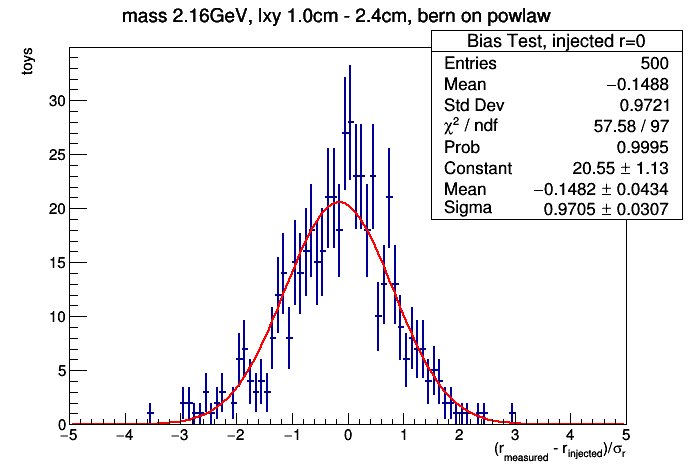 mass 2.16GeV, lxy 1.0cm - 2.4cm, bern on powlaw
Bias Test, injected r=0
Entries 500
Mean −0.1488
Std Dev 0.9721
χ² / ndf 57.58 / 97
Prob 0.9995
Constant 20.55 ± 1.13
Mean −0.1482 ± 0.0434
Sigma 0.9705 ± 0.0307
toys
30
25
20
15
10
5
0
−5 −4 −3 −2 −1 0 1 2 3 4 5
(r_measured - r_injected)/σ_r